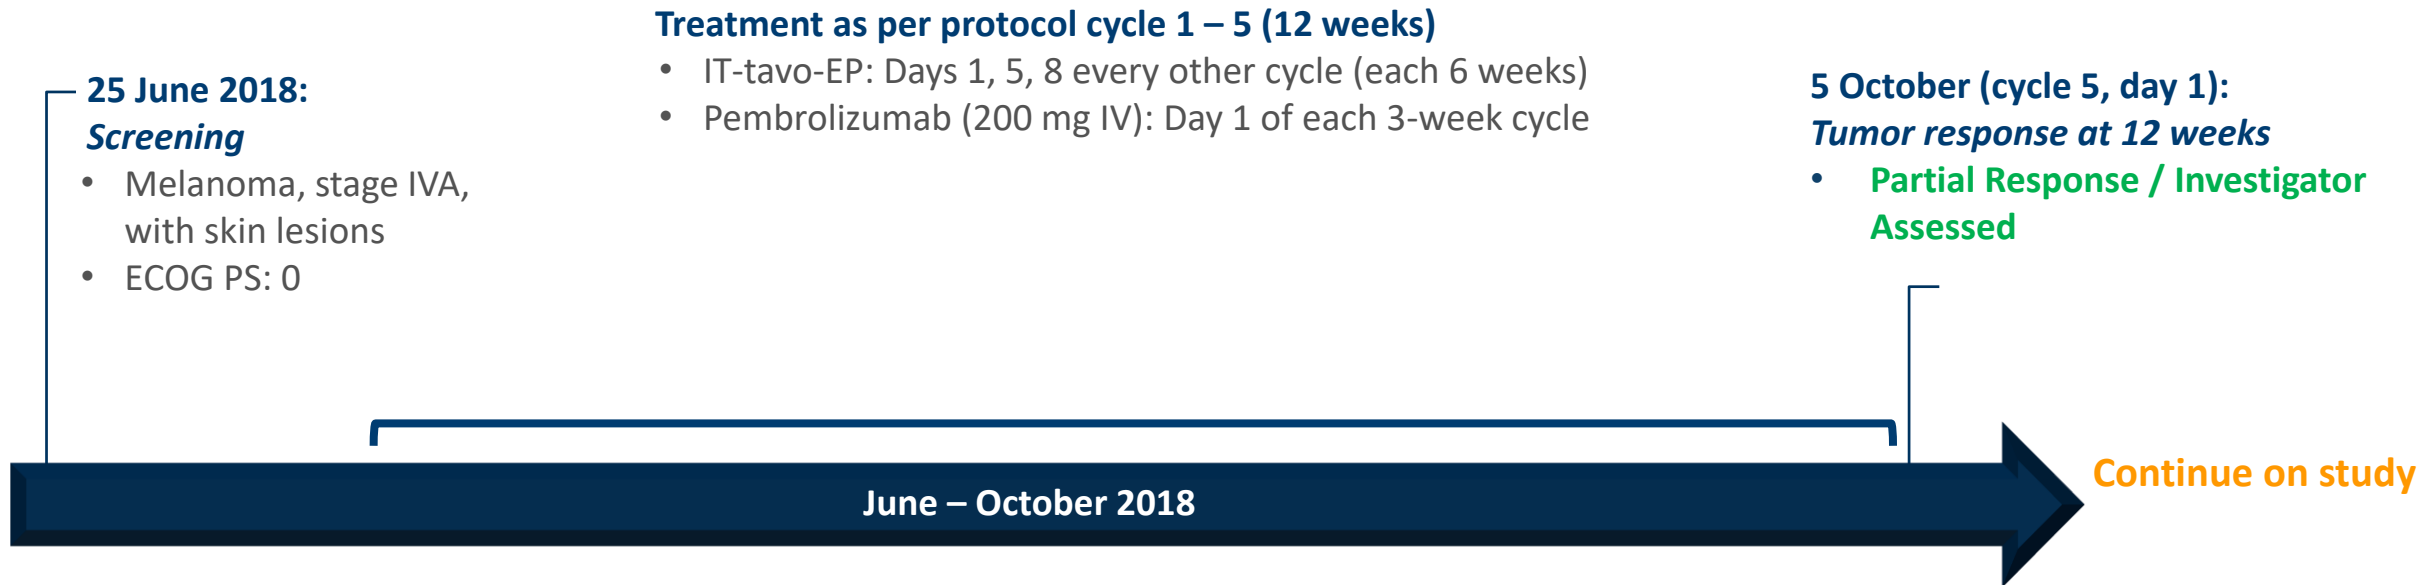 Treatment as per protocol cycle 1 – 5 (12 weeks)
• IT-tavo-EP: Days 1, 5, 8 every other cycle (each 6 weeks)
• Pembrolizumab (200 mg IV): Day 1 of each 3-week cycle
25 June 2018:
Screening
• Melanoma, stage IVA,
with skin lesions
• ECOG PS: 0
5 October (cycle 5, day 1):
Tumor response at 12 weeks
• Partial Response / Investigator
Assessed
June – October 2018
Continue on study